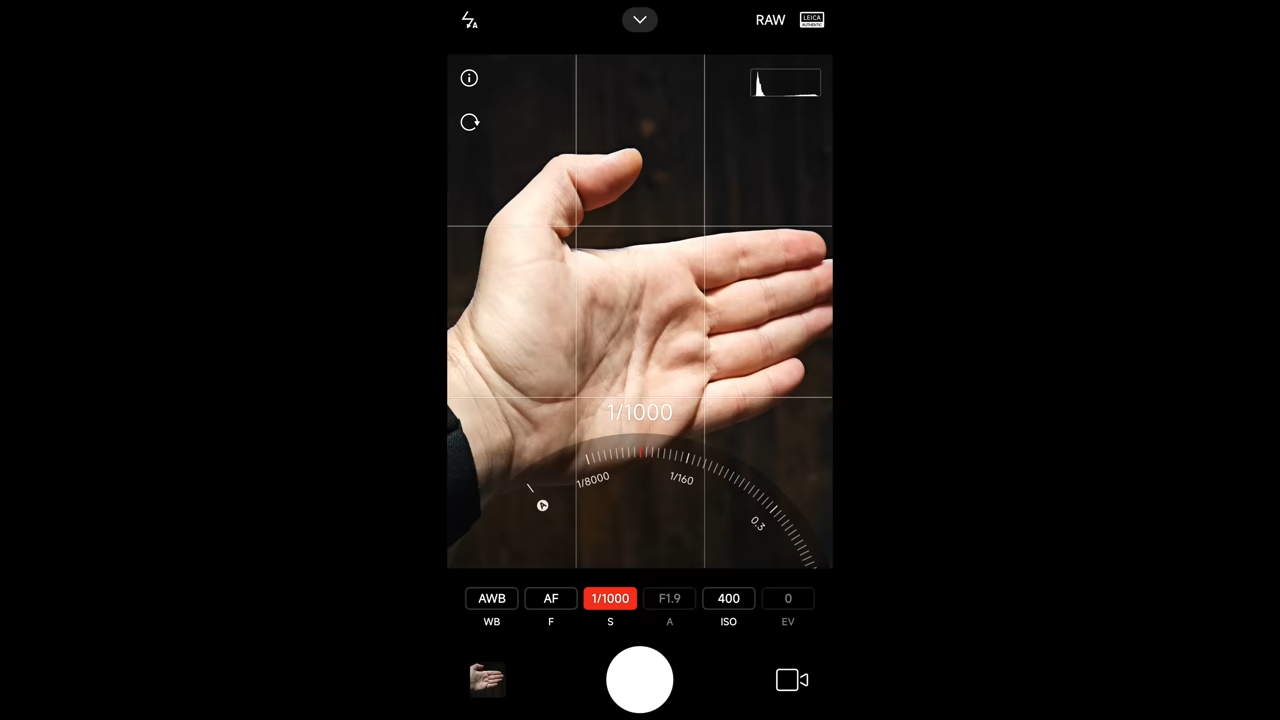 A
RAW
LEICA
AUTHENTIC
1/1000
1/8000
1/160
0.3
A
AWB
AF
1/1000
F1.9
400
0
WB
F
S
A
ISO
EV